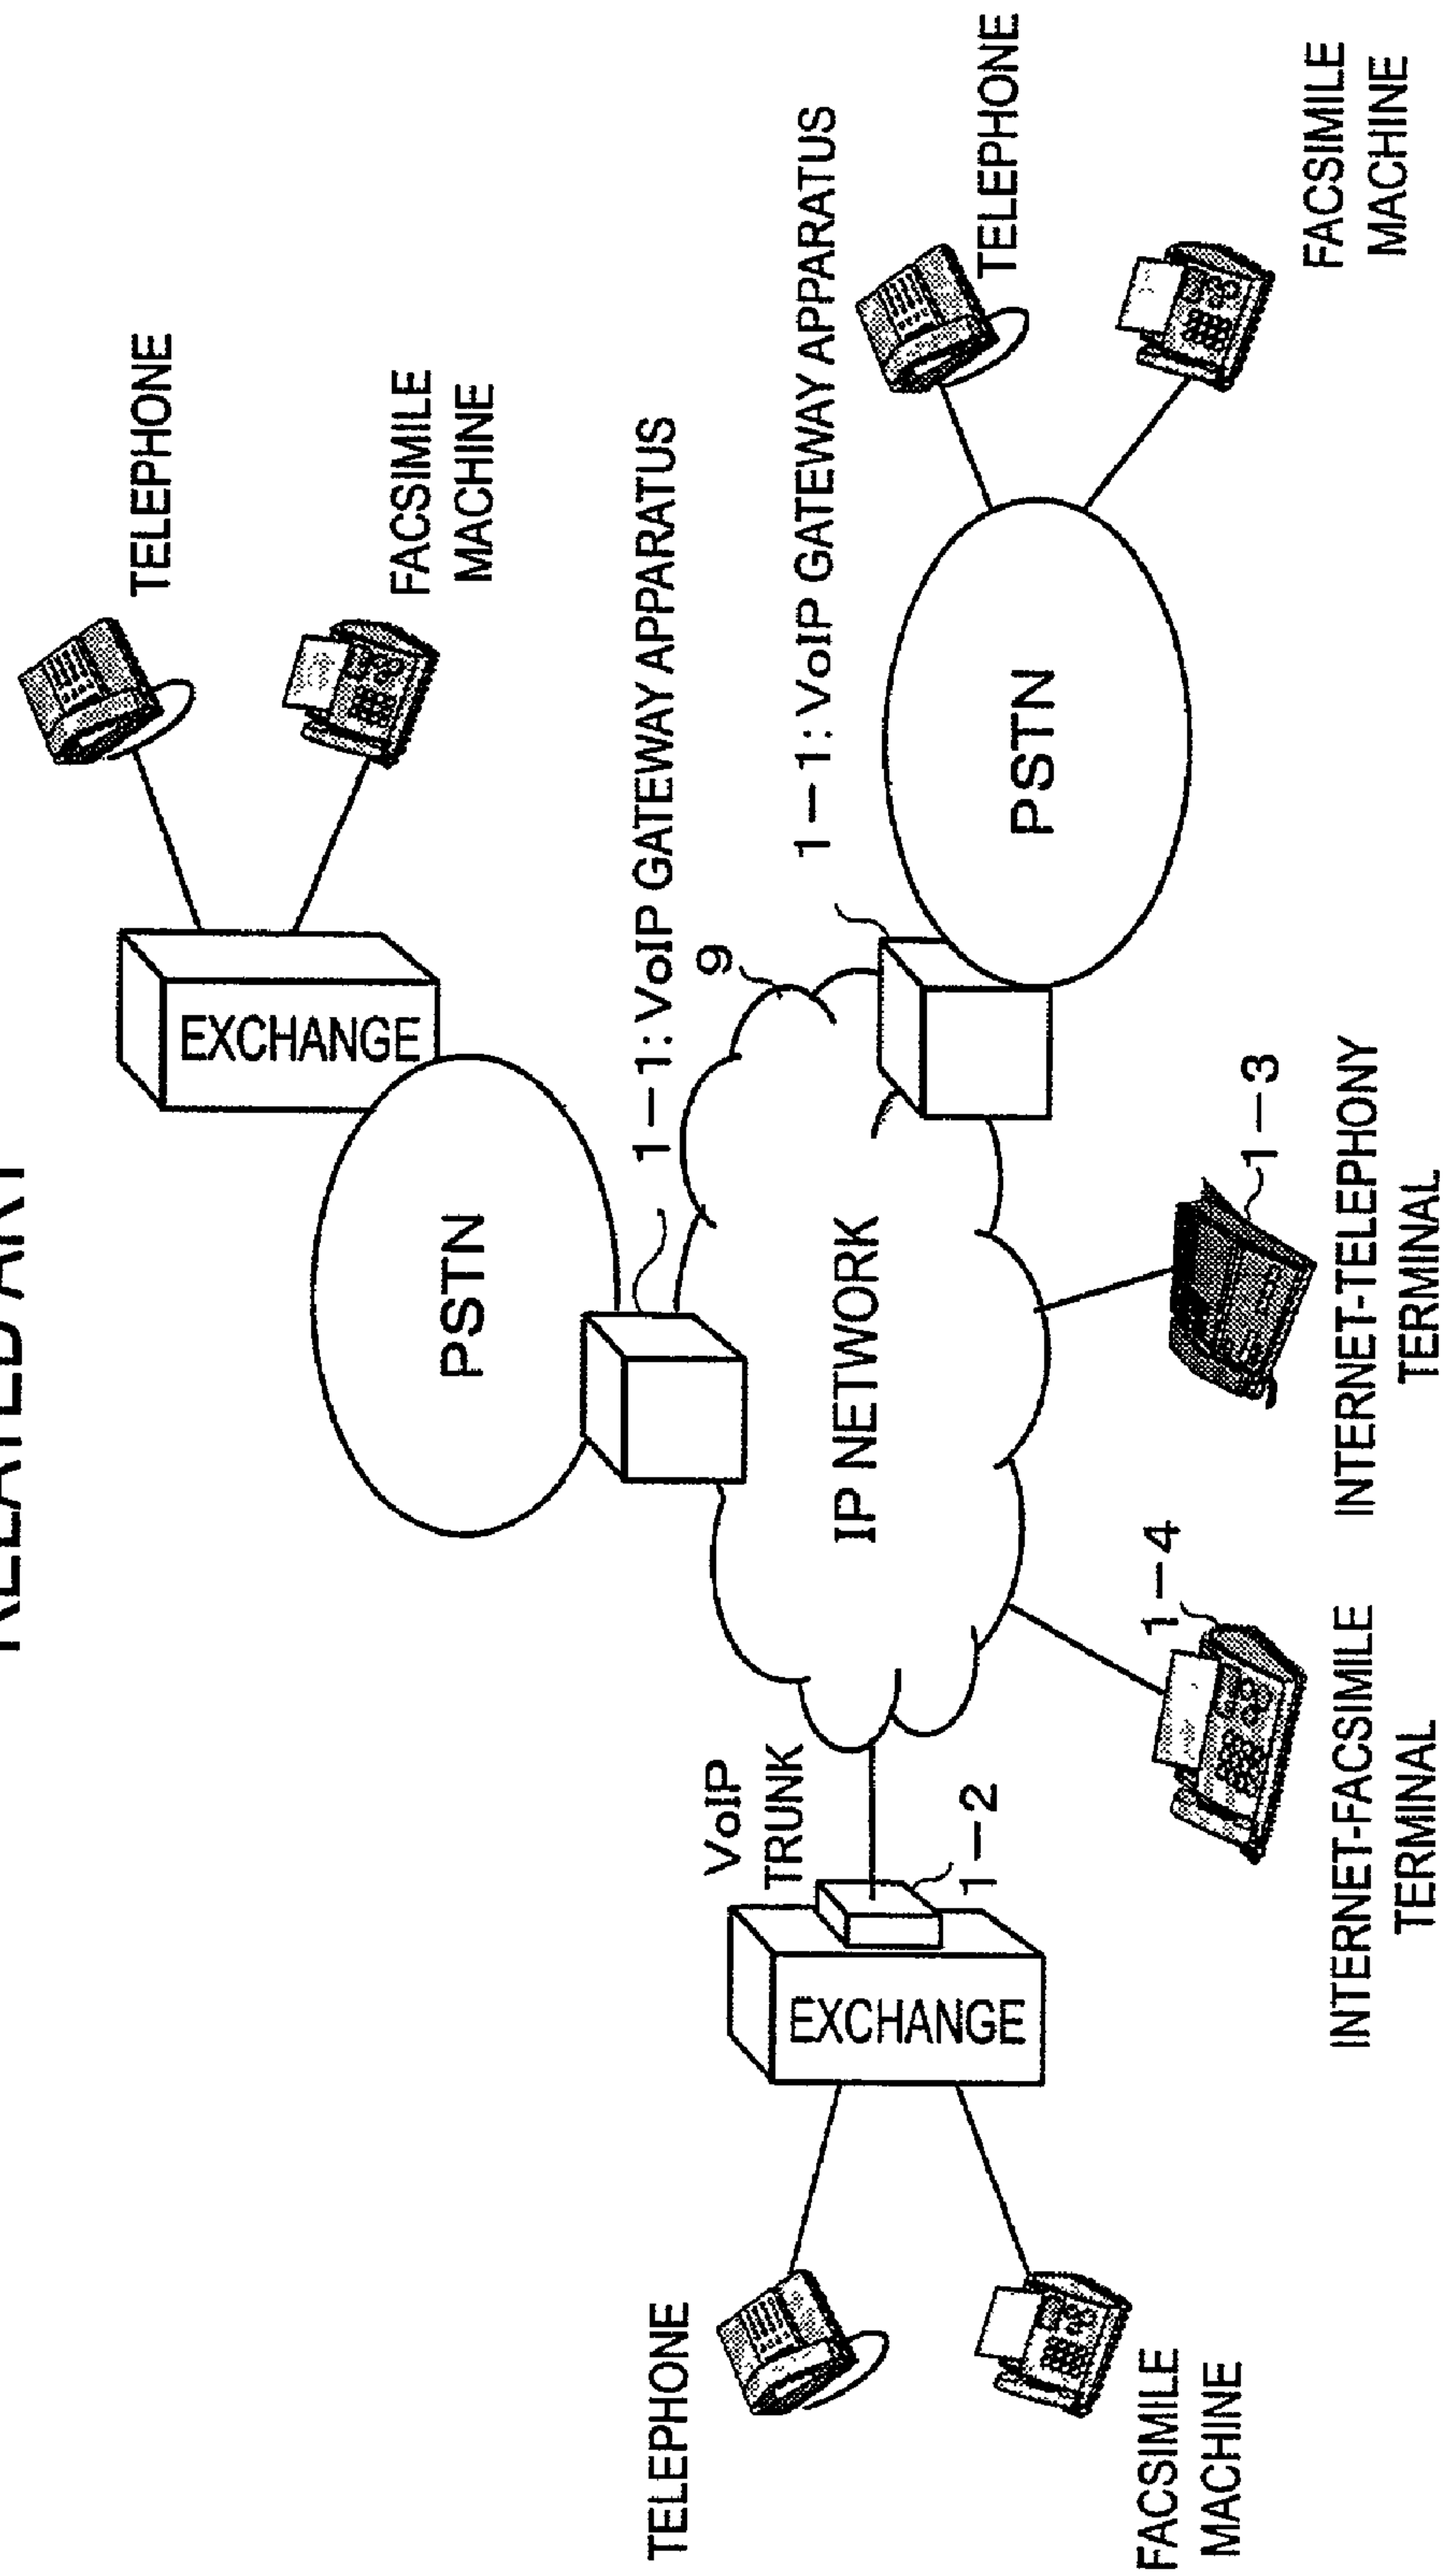 RELATED ART
TELEPHONE
FACSIMILE
MACHINE
EXCHANGE
PSTN
1-1: VoIP GATEWAY APPARATUS
9
1-1: VoIP GATEWAY APPARATUS
TELEPHONE
PSTN
FACSIMILE
MACHINE
IP NETWORK
VoIP
TRUNK
1-2
EXCHANGE
TELEPHONE
FACSIMILE
MACHINE
1-4
INTERNET-FACSIMILE
TERMINAL
1-3
INTERNET-TELEPHONY
TERMINAL